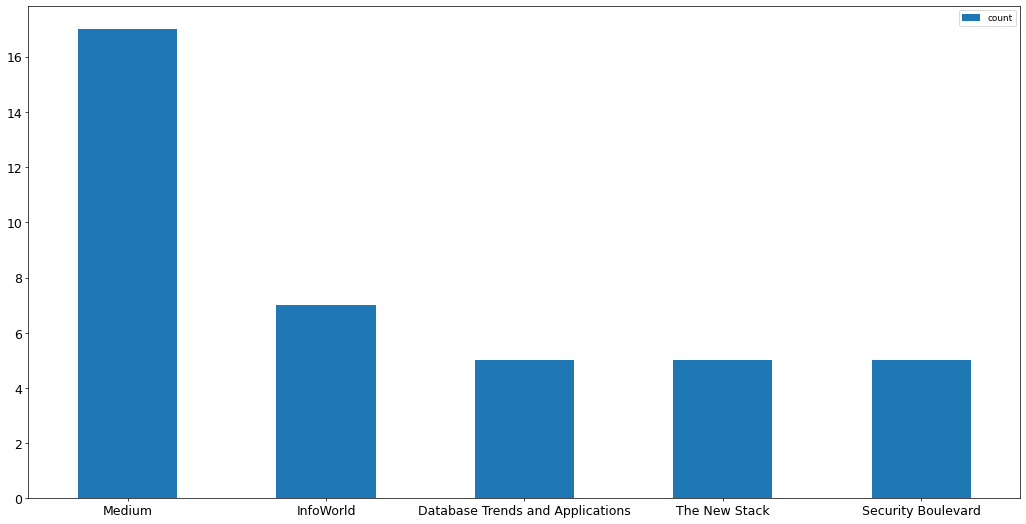 count
16
14
12
10
8
6
4
2
0
Medium
InfoWorld
Database Trends and Applications
The New Stack
Security Boulevard